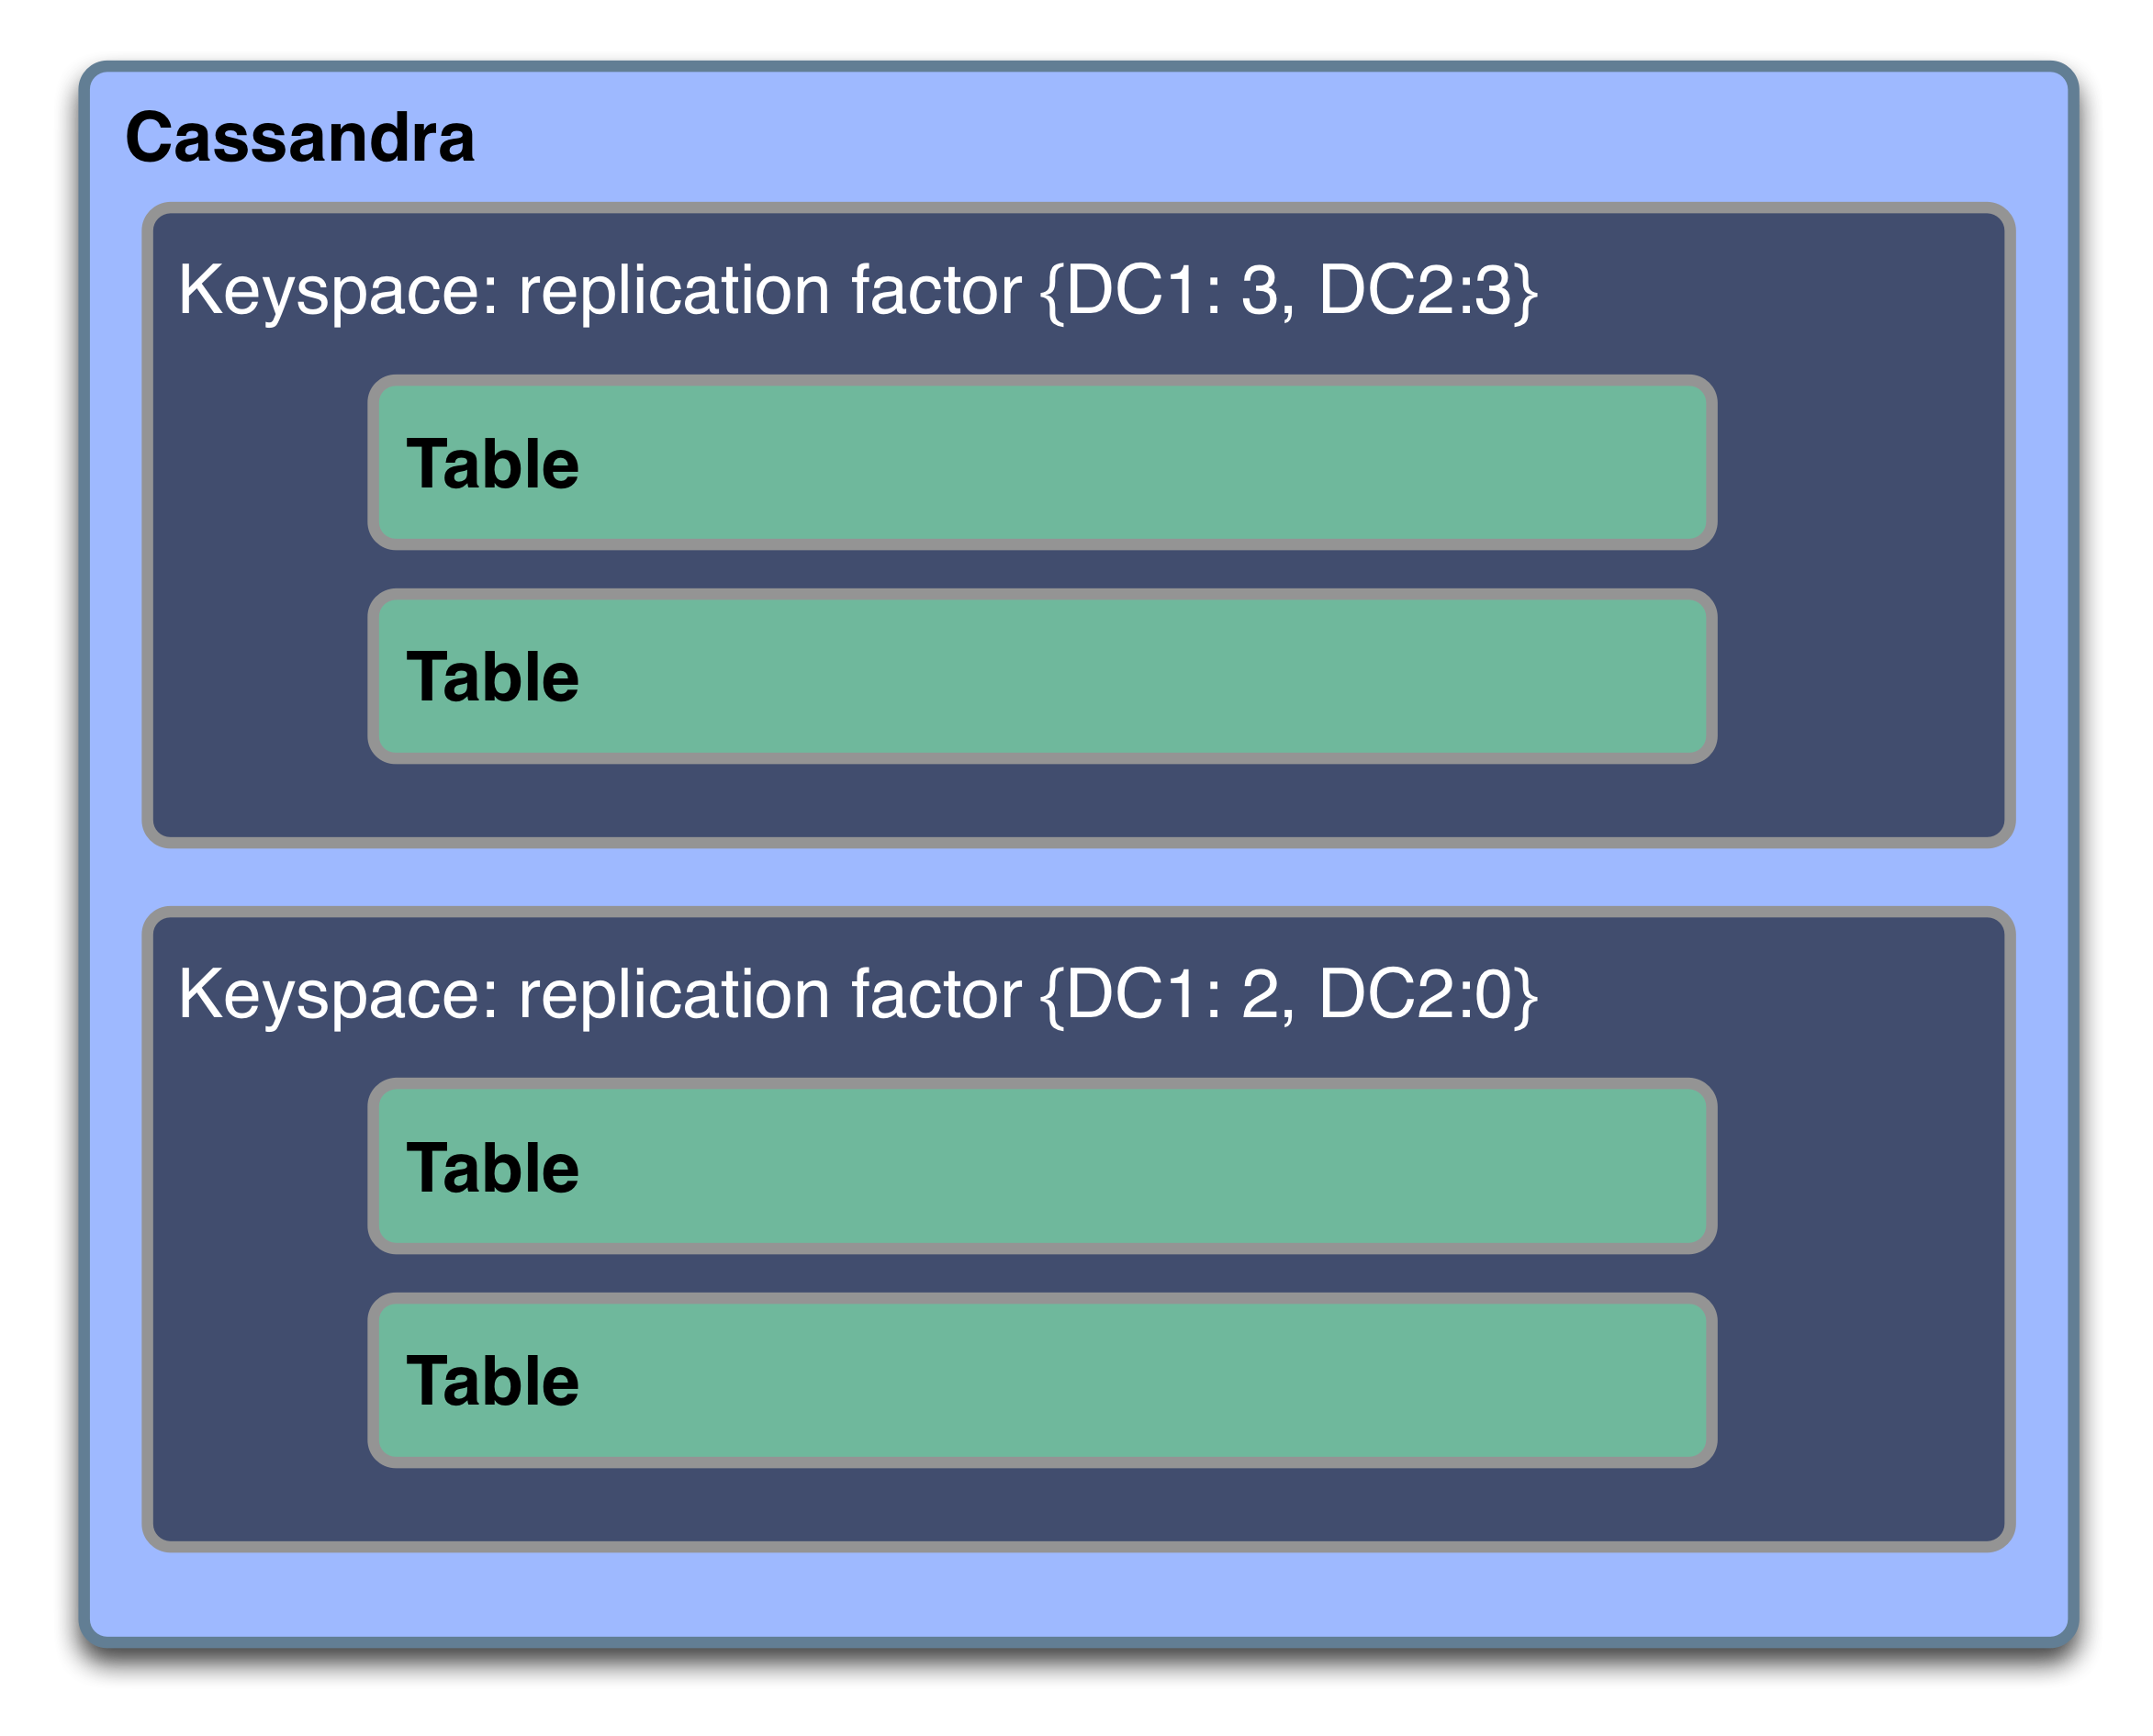 Cassandra
Keyspace: replication factor {DC1: 3, DC2:3}
Table
Table
Keyspace: replication factor {DC1: 2, DC2:0}
Table
Table